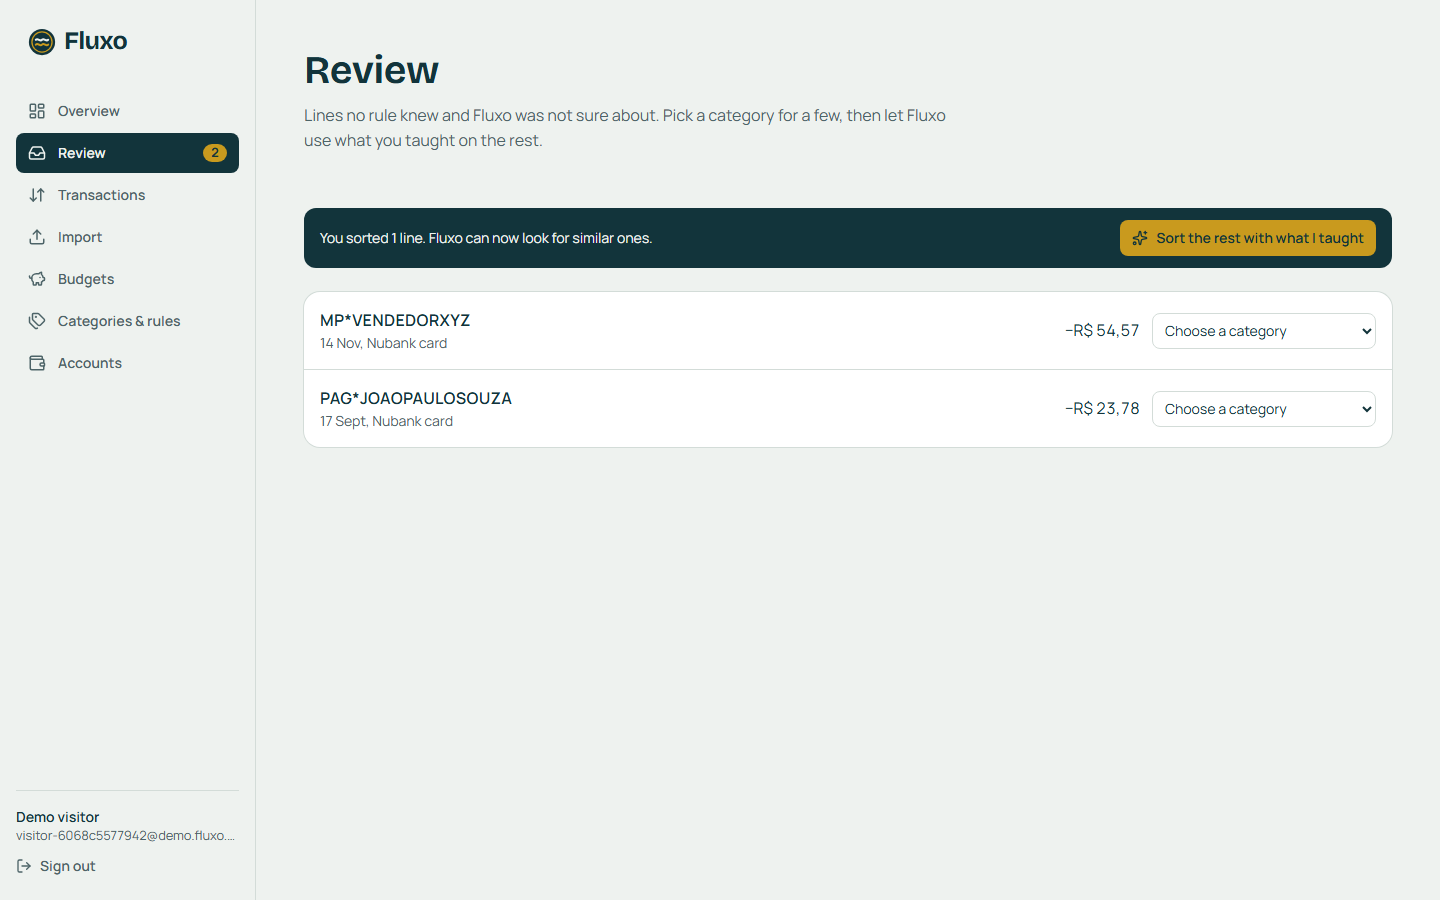 Fluxo
Overview
Review 2
Transactions
Import
Budgets
Categories & rules
Accounts
Demo visitor
visitor-6068c5577942@demo.fluxo....
Sign out
Review
Lines no rule knew and Fluxo was not sure about. Pick a category for a few, then let Fluxo
use what you taught on the rest.
You sorted 1 line. Fluxo can now look for similar ones. Sort the rest with what I taught
MP*VENDEDORXYZ
14 Nov, Nubank card
−R$ 54,57 Choose a category
PAG*JOAOPAULOSOUZA
17 Sept, Nubank card
−R$ 23,78 Choose a category